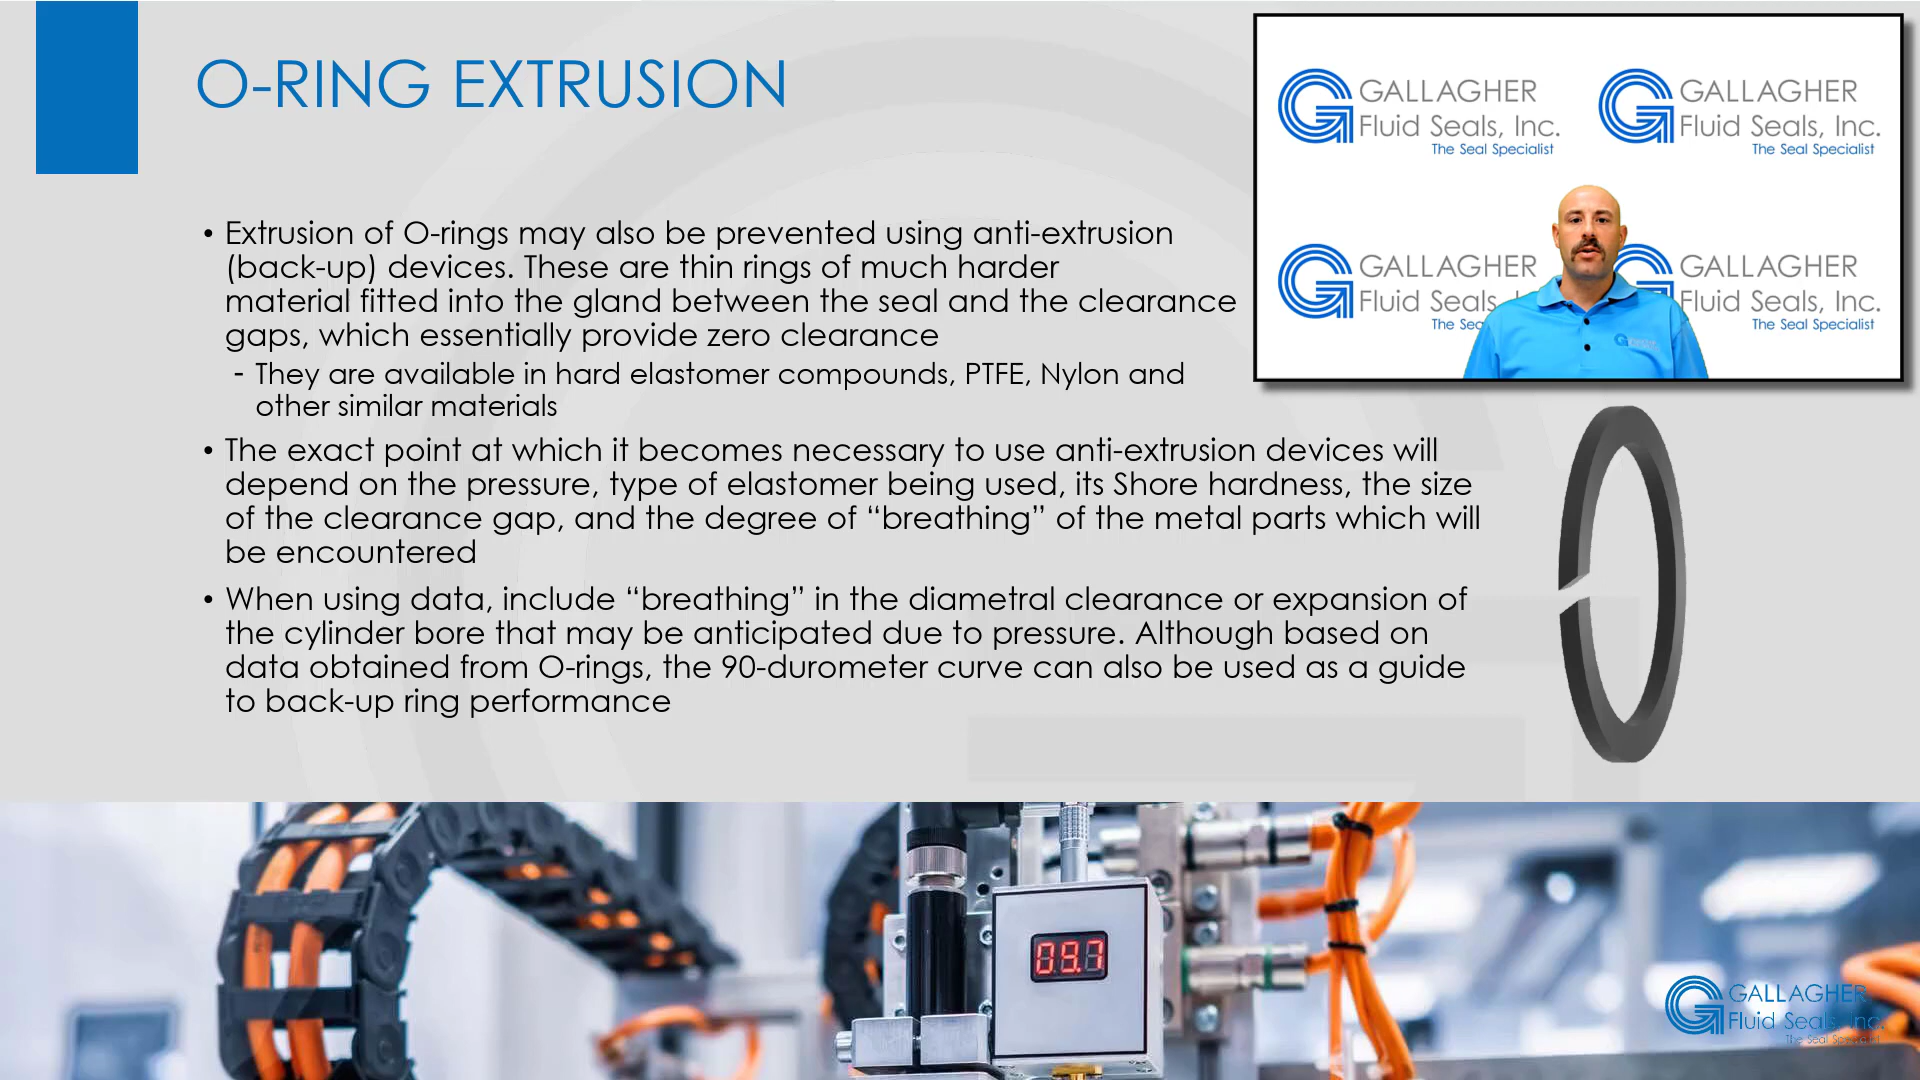 O-RING EXTRUSION
• Extrusion of O-rings may also be prevented using anti-extrusion
(back-up) devices. These are thin rings of much harder
material fitted into the gland between the seal and the clearance
gaps, which essentially provide zero clearance
- They are available in hard elastomer compounds, PTFE, Nylon and
other similar materials
• The exact point at which it becomes necessary to use anti-extrusion devices will
depend on the pressure, type of elastomer being used, its Shore hardness, the size
of the clearance gap, and the degree of “breathing” of the metal parts which will
be encountered
• When using data, include “breathing” in the diametral clearance or expansion of
the cylinder bore that may be anticipated due to pressure. Although based on
data obtained from O-rings, the 90-durometer curve can also be used as a guide
to back-up ring performance
GALLAGHER
Fluid Seals, Inc.
The Seal Specialist
GALLAGHER
Fluid Seals, Inc.
The Seal Specialist
GALLAGHER
Fluid Seals
The
GALLAGHER
Fluid Seals, Inc.
The Seal Specialist
09.7
GALLAGHER
Fluid Seals, Inc.
The Seal Specialist